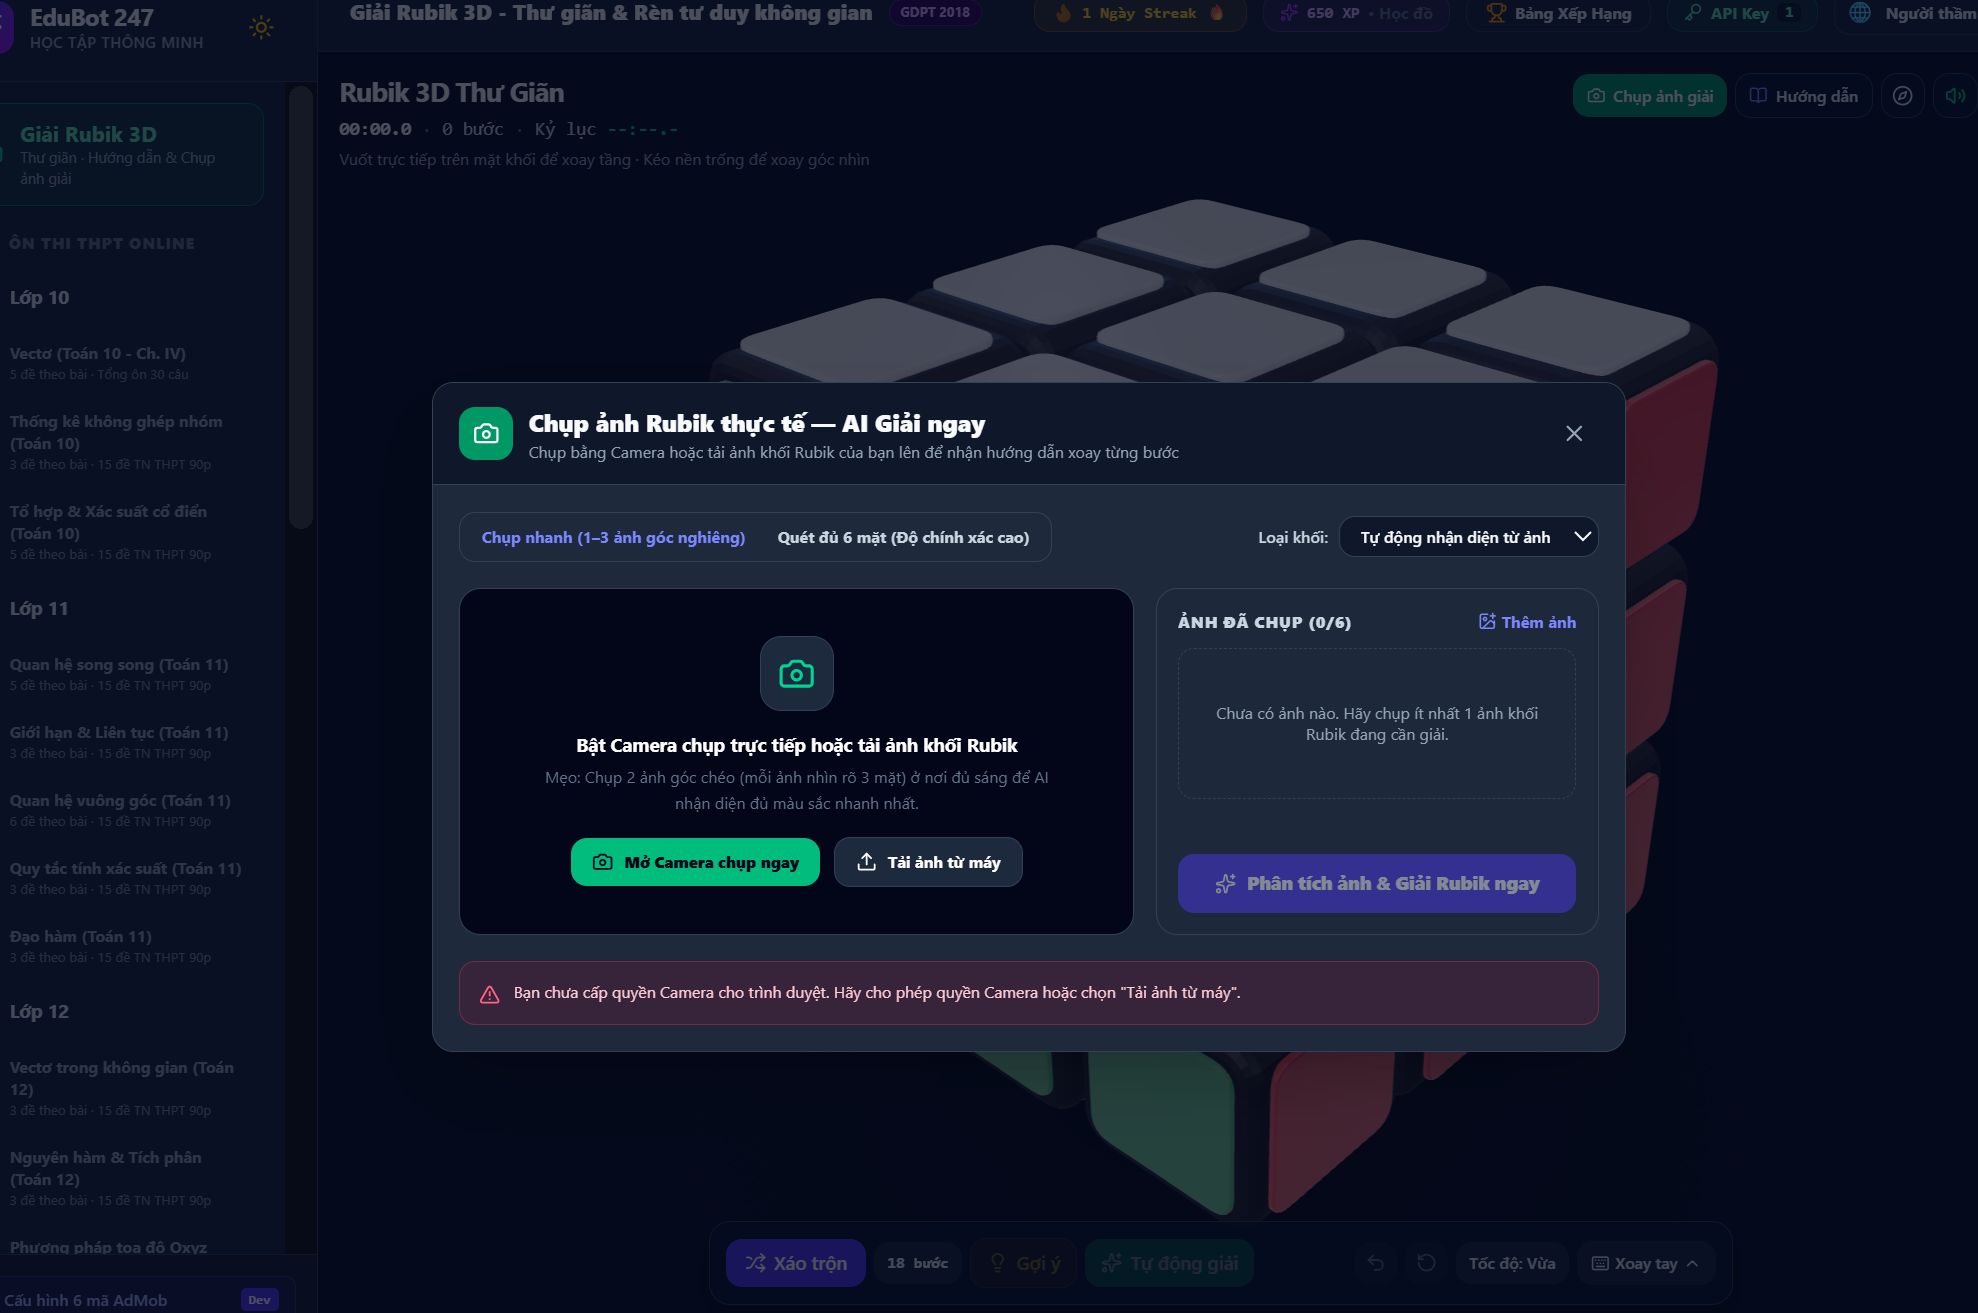 EduBot 247
HỌC TẬP THÔNG MINH
Giải Rubik 3D - Thư giãn & Rèn tư duy không gian
GDPT 2018
1 Ngày Streak
650 XP • Học đồ
Bảng Xếp Hạng
API Key 1
Người thầm
Giải Rubik 3D
Thư giãn · Hướng dẫn & Chụp
ảnh giải
ÔN THI THPT ONLINE
Lớp 10
Vectơ (Toán 10 - Ch. IV)
5 đề theo bài · Tổng ôn 30 câu
Thống kê không ghép nhóm
(Toán 10)
3 đề theo bài · 15 đề TN THPT 90p
Tổ hợp & Xác suất cổ điển
(Toán 10)
5 đề theo bài · 15 đề TN THPT 90p
Lớp 11
Quan hệ song song (Toán 11)
5 đề theo bài · 15 đề TN THPT 90p
Giới hạn & Liên tục (Toán 11)
3 đề theo bài · 15 đề TN THPT 90p
Quan hệ vuông góc (Toán 11)
6 đề theo bài · 15 đề TN THPT 90p
Quy tắc tính xác suất (Toán 11)
3 đề theo bài · 15 đề TN THPT 90p
Đạo hàm (Toán 11)
3 đề theo bài · 15 đề TN THPT 90p
Lớp 12
Vectơ trong không gian (Toán
12)
3 đề theo bài · 15 đề TN THPT 90p
Nguyên hàm & Tích phân
(Toán 12)
3 đề theo bài · 15 đề TN THPT 90p
Phương pháp toạ độ Oxyz
Cấu hình 6 mã AdMob
Dev
Rubik 3D Thư Giãn
00:00.0 · 0 bước · Kỷ lục --:--.-
Vuốt trực tiếp trên mặt khối để xoay tầng · Kéo nền trống để xoay góc nhìn
Chụp ảnh giải
Hướng dẫn
Chụp ảnh Rubik thực tế — AI Giải ngay
Chụp bằng Camera hoặc tải ảnh khối Rubik của bạn lên để nhận hướng dẫn xoay từng bước
Chụp nhanh (1–3 ảnh góc nghiêng)
Quét đủ 6 mặt (Độ chính xác cao)
Loại khối:
Tự động nhận diện từ ảnh
Bật Camera chụp trực tiếp hoặc tải ảnh khối Rubik
Mẹo: Chụp 2 ảnh góc chéo (mỗi ảnh nhìn rõ 3 mặt) ở nơi đủ sáng để AI
nhận diện đủ màu sắc nhanh nhất.
Mở Camera chụp ngay
Tải ảnh từ máy
ẢNH ĐÃ CHỤP (0/6)
Thêm ảnh
Chưa có ảnh nào. Hãy chụp ít nhất 1 ảnh khối
Rubik đang cần giải.
Phân tích ảnh & Giải Rubik ngay
Bạn chưa cấp quyền Camera cho trình duyệt. Hãy cho phép quyền Camera hoặc chọn "Tải ảnh từ máy".
Xáo trộn
18 bước
Gợi ý
Tự động giải
Tốc độ: Vừa
Xoay tay